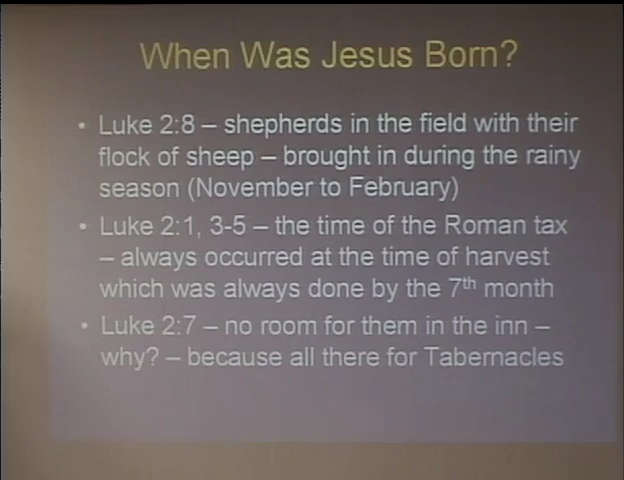 When Was Jesus Born?
• Luke 2:8 – shepherds in the field with their
flock of sheep – brought in during the rainy
season (November to February)
• Luke 2:1, 3-5 – the time of the Roman tax
– always occurred at the time of harvest
which was always done by the 7th month
• Luke 2:7 – no room for them in the inn –
why? – because all there for Tabernacles